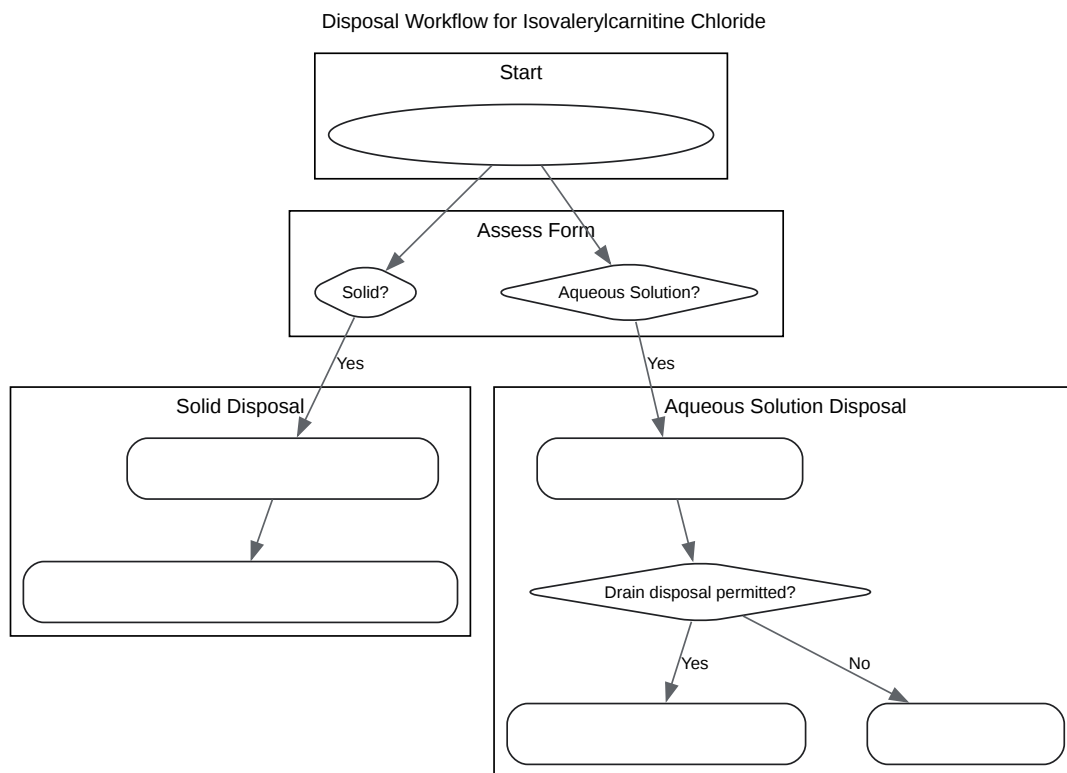 Disposal Workflow for Isovalerylcarnitine Chloride
Start
Assess Form
Solid?
Aqueous Solution?
Yes
Yes
Solid Disposal
Aqueous Solution Disposal
Drain disposal permitted?
Yes
No